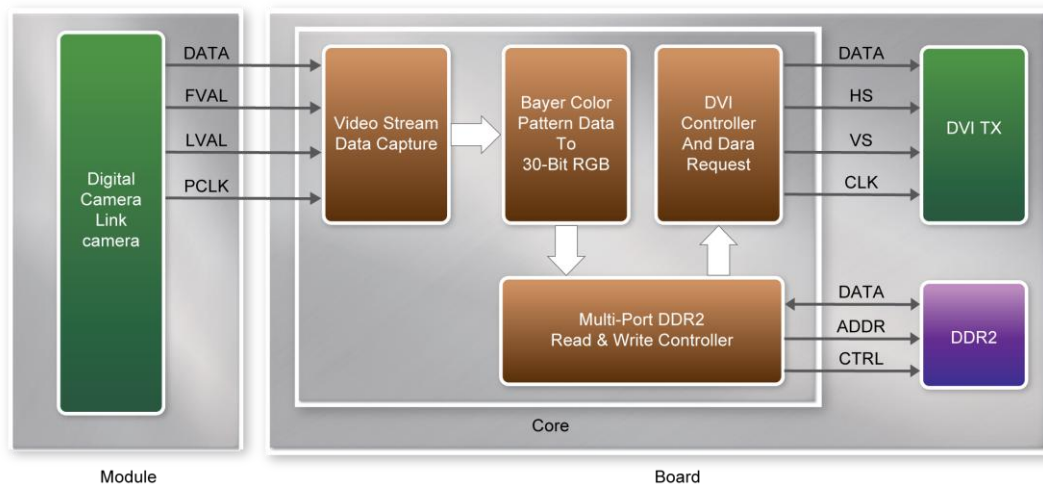 DATA
FVAL
LVAL
PCLK
Digital
Camera
Link
camera
Video Stream
Data Capture
Bayer Color
Pattern Data
To
30-Bit RGB
DVI
Controller
And Dara
Request
DATA
HS
VS
CLK
DVI TX
Multi-Port DDR2
Read & Write Controller
DATA
ADDR
CTRL
DDR2
Core
Module
Board